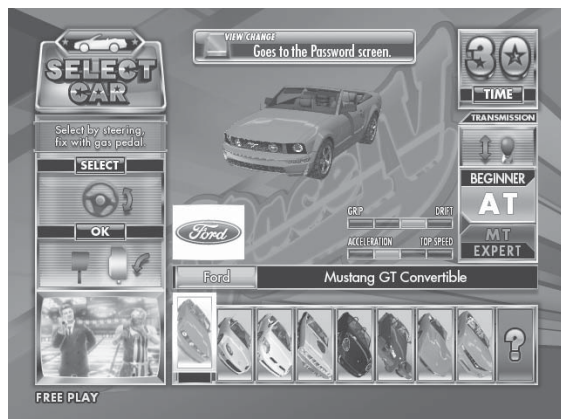 VIEW CHANGE
Goes to the Password screen.
SELECT
CAR
30
TIME
TRANSMISSION
Select by steering,
fix with gas pedal.
SELECT
BEGINNER
AT
MT
EXPERT
OK
Ford
GRIP DRIFT
ACCELERATION TOP SPEED
Ford Mustang GT Convertible
?
FREE PLAY